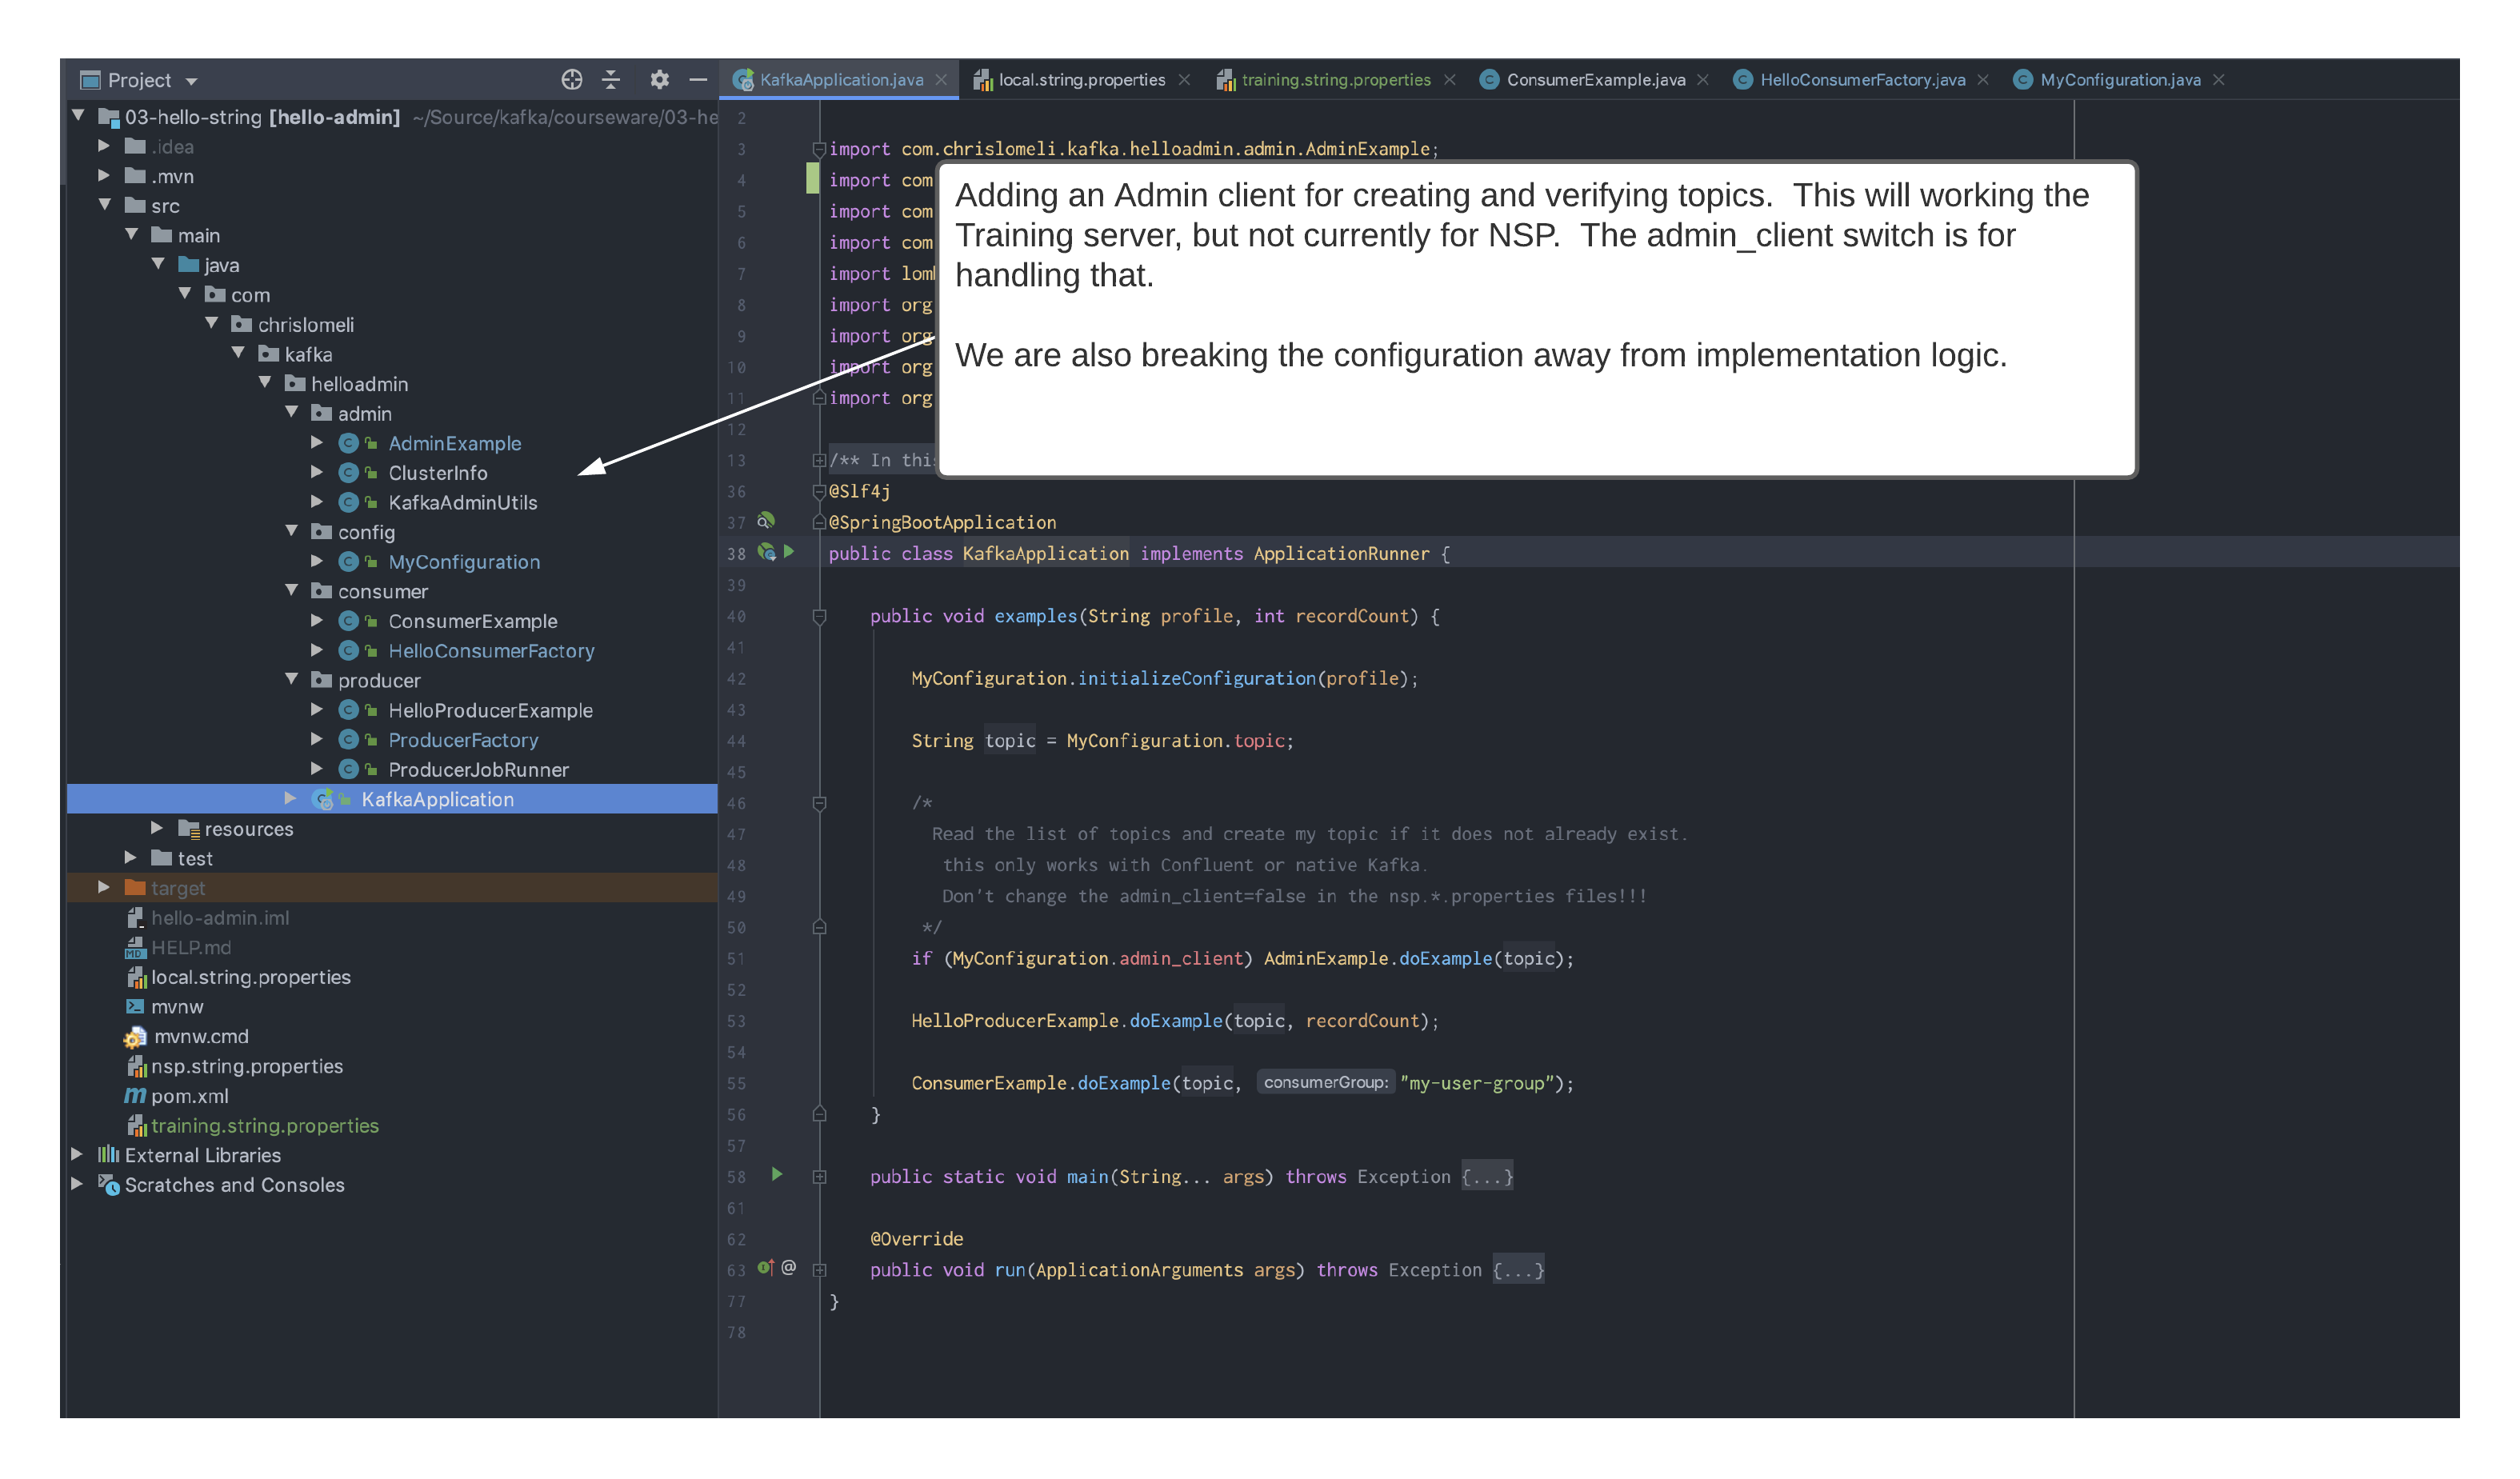 Project
KafkaApplication.java
local.string.properties
training.string.properties
ConsumerExample.java
HelloConsumerFactory.java
MyConfiguration.java
03-hello-string [hello-admin] ~/Source/kafka/courseware/03-he
.idea
.mvn
src
main
java
com
chrislomeli
kafka
helloadmin
admin
AdminExample
ClusterInfo
KafkaAdminUtils
config
MyConfiguration
consumer
ConsumerExample
HelloConsumerFactory
producer
HelloProducerExample
ProducerFactory
ProducerJobRunner
KafkaApplication
resources
test
target
hello-admin.iml
HELP.md
local.string.properties
mvnw
mvnw.cmd
nsp.string.properties
pom.xml
training.string.properties
External Libraries
Scratches and Consoles
2
3 import com.chrislomeli.kafka.helloadmin.admin.AdminExample;
4 import com
5 import com
6 import com
7 import lom
8 import org
9 import org
10 import org
11 import org
12
Adding an Admin client for creating and verifying topics. This will working the
Training server, but not currently for NSP. The admin_client switch is for
handling that.
We are also breaking the configuration away from implementation logic.
13 /** In this
36 @Slf4j
37 @SpringBootApplication
38 public class KafkaApplication implements ApplicationRunner {
39
40 public void examples(String profile, int recordCount) {
41
42 MyConfiguration.initializeConfiguration(profile);
43
44 String topic = MyConfiguration.topic;
45
46 /*
47 Read the list of topics and create my topic if it does not already exist.
48 this only works with Confluent or native Kafka.
49 Don't change the admin_client=false in the nsp.*.properties files!!!
50 */
51 if (MyConfiguration.admin_client) AdminExample.doExample(topic);
52
53 HelloProducerExample.doExample(topic, recordCount);
54
55 ConsumerExample.doExample(topic, consumerGroup: "my-user-group");
56 }
57
58 public static void main(String... args) throws Exception {...}
61
62 @Override
63 public void run(ApplicationArguments args) throws Exception {...}
77 }
78